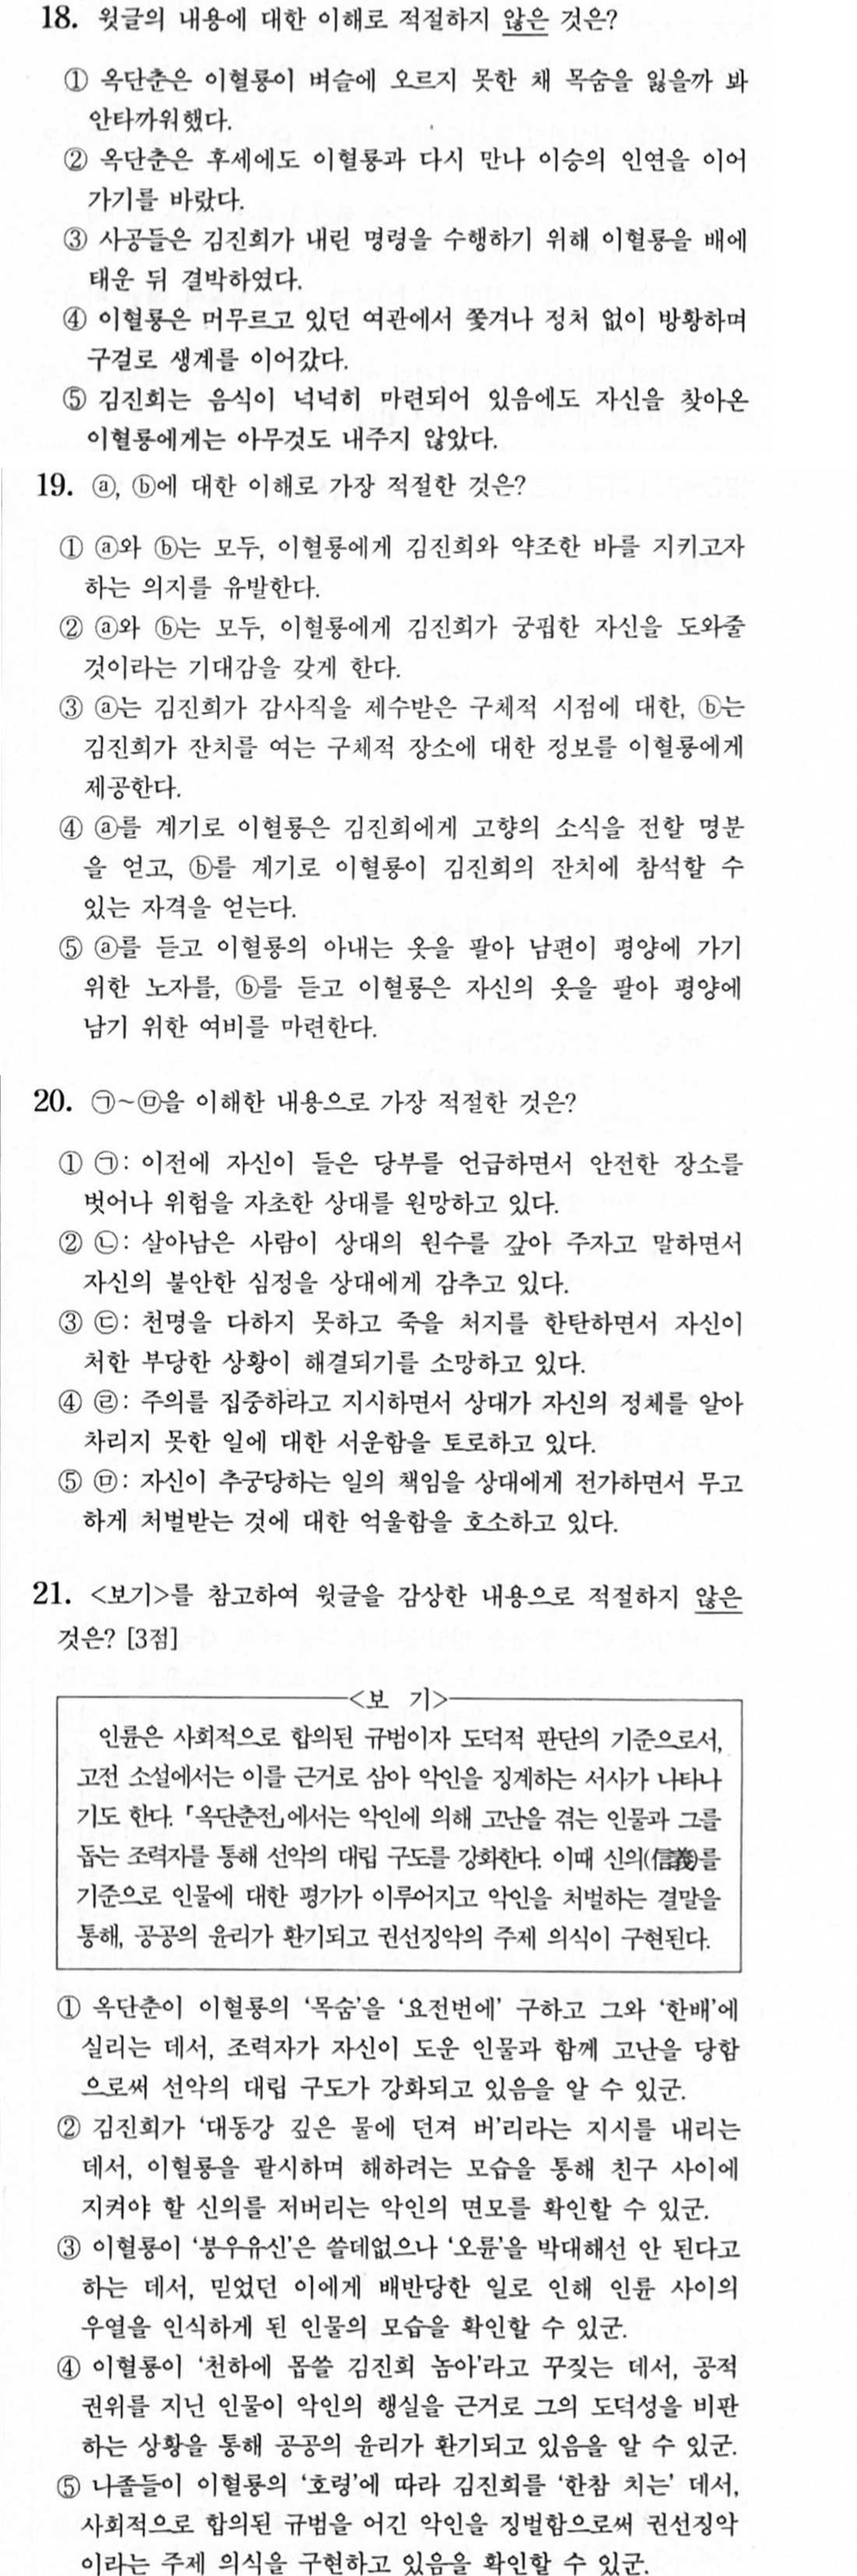 18. 윗글의 내용에 대한 이해로 적절하지 않은 것은?
① 옥단춘은 이혈룡이 벼슬에 오르지 못한 채 목숨을 잃을까 봐
안타까워했다.
② 옥단춘은 후세에도 이혈룡과 다시 만나 이승의 인연을 이어
가기를 바랐다.
③ 사공들은 김진희가 내린 명령을 수행하기 위해 이혈룡을 배에
태운 뒤 결박하였다.
④ 이혈룡은 머무르고 있던 여관에서 쫓겨나 정처 없이 방황하며
구걸로 생계를 이어갔다.
⑤ 김진희는 음식이 넉넉히 마련되어 있음에도 자신을 찾아온
이혈룡에게는 아무것도 내주지 않았다.
19. ⓐ, ⓑ에 대한 이해로 가장 적절한 것은?
① ⓐ와 ⓑ는 모두, 이혈룡에게 김진희와 약조한 바를 지키고자
하는 의지를 유발한다.
② ⓐ와 ⓑ는 모두, 이혈룡에게 김진희가 궁핍한 자신을 도와줄
것이라는 기대감을 갖게 한다.
③ ⓐ는 김진희가 감사직을 제수받은 구체적 시점에 대한, ⓑ는
김진희가 잔치를 여는 구체적 장소에 대한 정보를 이혈룡에게
제공한다.
④ ⓐ를 계기로 이혈룡은 김진희에게 고향의 소식을 전할 명분
을 얻고, ⓑ를 계기로 이혈룡이 김진희의 잔치에 참석할 수
있는 자격을 얻는다.
⑤ ⓐ를 듣고 이혈룡의 아내는 옷을 팔아 남편이 평양에 가기
위한 노자를, ⓑ를 듣고 이혈룡은 자신의 옷을 팔아 평양에
남기 위한 여비를 마련한다.
20. ㉠~㉤을 이해한 내용으로 가장 적절한 것은?
① ㉠: 이전에 자신이 들은 당부를 언급하면서 안전한 장소를
벗어나 위험을 자초한 상대를 원망하고 있다.
② ㉡: 살아남은 사람이 상대의 원수를 갚아 주자고 말하면서
자신의 불안한 심정을 상대에게 감추고 있다.
③ ㉢: 천명을 다하지 못하고 죽을 처지를 한탄하면서 자신이
처한 부당한 상황이 해결되기를 소망하고 있다.
④ ㉣: 주의를 집중하라고 지시하면서 상대가 자신의 정체를 알아
차리지 못한 일에 대한 서운함을 토로하고 있다.
⑤ ㉤: 자신이 추궁당하는 일의 책임을 상대에게 전가하면서 무고
하게 처벌받는 것에 대한 억울함을 호소하고 있다.
21. <보기>를 참고하여 윗글을 감상한 내용으로 적절하지 않은
것은? [3점]
<보 기>
인륜은 사회적으로 합의된 규범이자 도덕적 판단의 기준으로서,
고전 소설에서는 이를 근거로 삼아 악인을 징계하는 서사가 나타나
기도 한다. 「옥단춘전」에서는 악인에 의해 고난을 겪는 인물과 그를
돕는 조력자를 통해 선악의 대립 구도를 강화한다. 이때 신의(信義)를
기준으로 인물에 대한 평가가 이루어지고 악인을 처벌하는 결말을
통해, 공공의 윤리가 환기되고 권선징악의 주제 의식이 구현된다.
① 옥단춘이 이혈룡의 ‘목숨’을 ‘요전번에’ 구하고 그와 ‘한배’에
실리는 데서, 조력자가 자신이 도운 인물과 함께 고난을 당함
으로써 선악의 대립 구도가 강화되고 있음을 알 수 있군.
② 김진희가 ‘대동강 깊은 물에 던져 버’리라는 지시를 내리는
데서, 이혈룡을 괄시하며 해하려는 모습을 통해 친구 사이에
지켜야 할 신의를 저버리는 악인의 면모를 확인할 수 있군.
③ 이혈룡이 ‘붕우유신’은 쓸데없으나 ‘오륜’을 박대해선 안 된다고
하는 데서, 믿었던 이에게 배반당한 일로 인해 인륜 사이의
우열을 인식하게 된 인물의 모습을 확인할 수 있군.
④ 이혈룡이 ‘천하에 몹쓸 김진희 놈아’라고 꾸짖는 데서, 공적
권위를 지닌 인물이 악인의 행실을 근거로 그의 도덕성을 비판
하는 상황을 통해 공공의 윤리가 환기되고 있음을 알 수 있군.
⑤ 나졸들이 이혈룡의 ‘호령’에 따라 김진희를 ‘한참 치는’ 데서,
사회적으로 합의된 규범을 어긴 악인을 징벌함으로써 권선징악
이라는 주제 의식을 구현하고 있음을 확인할 수 있군.